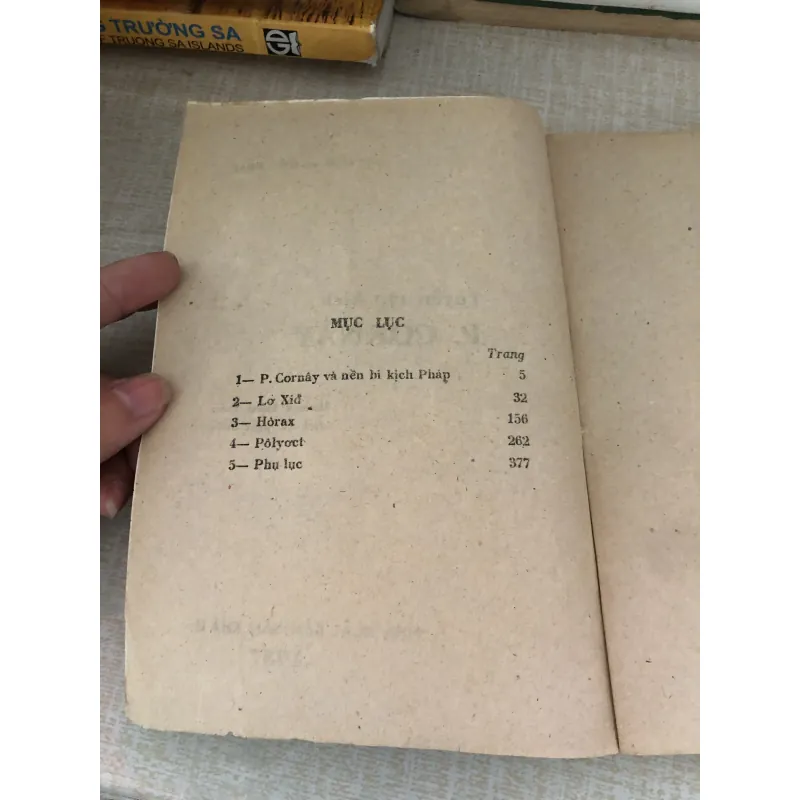 G TRƯỜNG SA
E TRUONG SA ISLANDS
MỤC LỤC
Trang
1— P. Cornây và nền bi kịch Pháp 5
2— Lơ Xiđ 32
3— Hôrax 156
4— Pôlyơct 262
5— Phụ lục 377